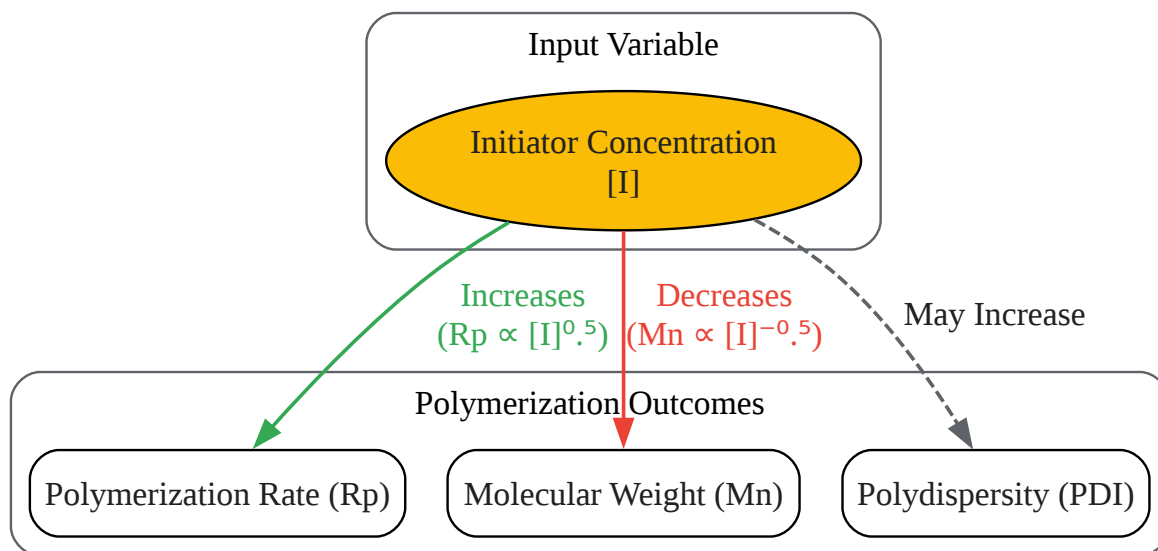 Input Variable
Initiator Concentration
[I]
Increases
(Rp ∝ [I]⁰.⁵)
Decreases
(Mn ∝ [I]⁻⁰.⁵)
May Increase
Polymerization Outcomes
Polymerization Rate (Rp)
Molecular Weight (Mn)
Polydispersity (PDI)